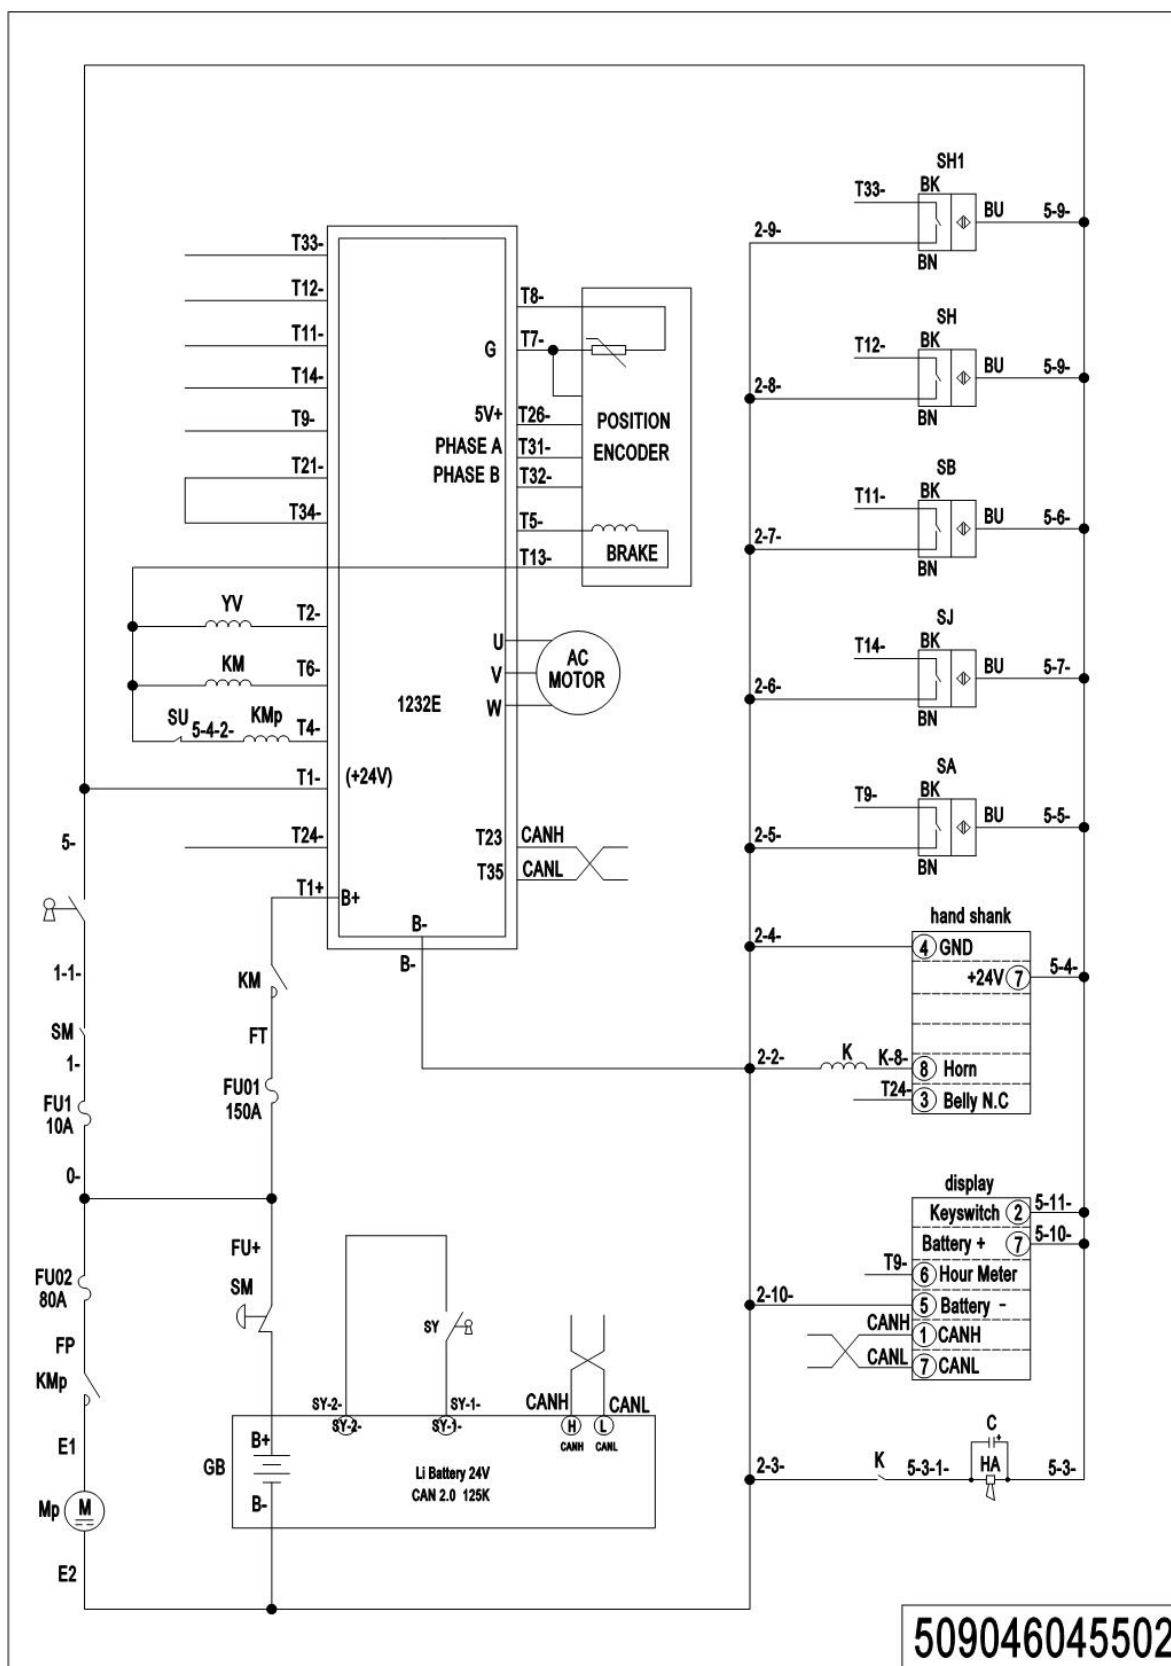 SH1
T33-
BK
BU
5-9-
2-9-
BN
SH
T12-
BK
BU
5-9-
2-8-
BN
SB
T11-
BK
BU
5-6-
2-7-
BN
SJ
T14-
BK
BU
5-7-
2-6-
BN
SA
T9-
BK
BU
5-5-
2-5-
BN
T33-
T12-
T11-
T14-
T9-
T21-
T34-
T8-
G
T7-
5V+
T26-
PHASE A
T31-
PHASE B
T32-
T5-
T13-
POSITION
ENCODER
BRAKE
YV
T2-
KM
T6-
SU
5-4-2-
KMp
T4-
T1-
(+24V)
1232E
U
V
W
AC
MOTOR
T24-
T23
CANH
T35
CANL
T1+
B+
B-
B-
5-
1-1-
SM
1-
FU1
10A
0-
KM
FT
FU01
150A
FU+
SM
FU02
80A
FP
KMp
E1
Mp
M
E2
hand shank
2-4-
4
GND
+24V
7
5-4-
2-2-
K
K-8-
8
Horn
T24-
3
Belly N.C
display
Keyswitch
2
5-11-
Battery +
7
5-10-
T9-
6
Hour Meter
2-10-
5
Battery -
CANH
1
CANH
CANL
7
CANL
SY
SY-2-
SY-1-
SY-2-
SY-1-
CANH
CANL
H
L
CANH
CANL
GB
B+
B-
Li Battery 24V
CAN 2.0 125K
2-3-
K
5-3-1-
C
+
HA
5-3-
509046045502